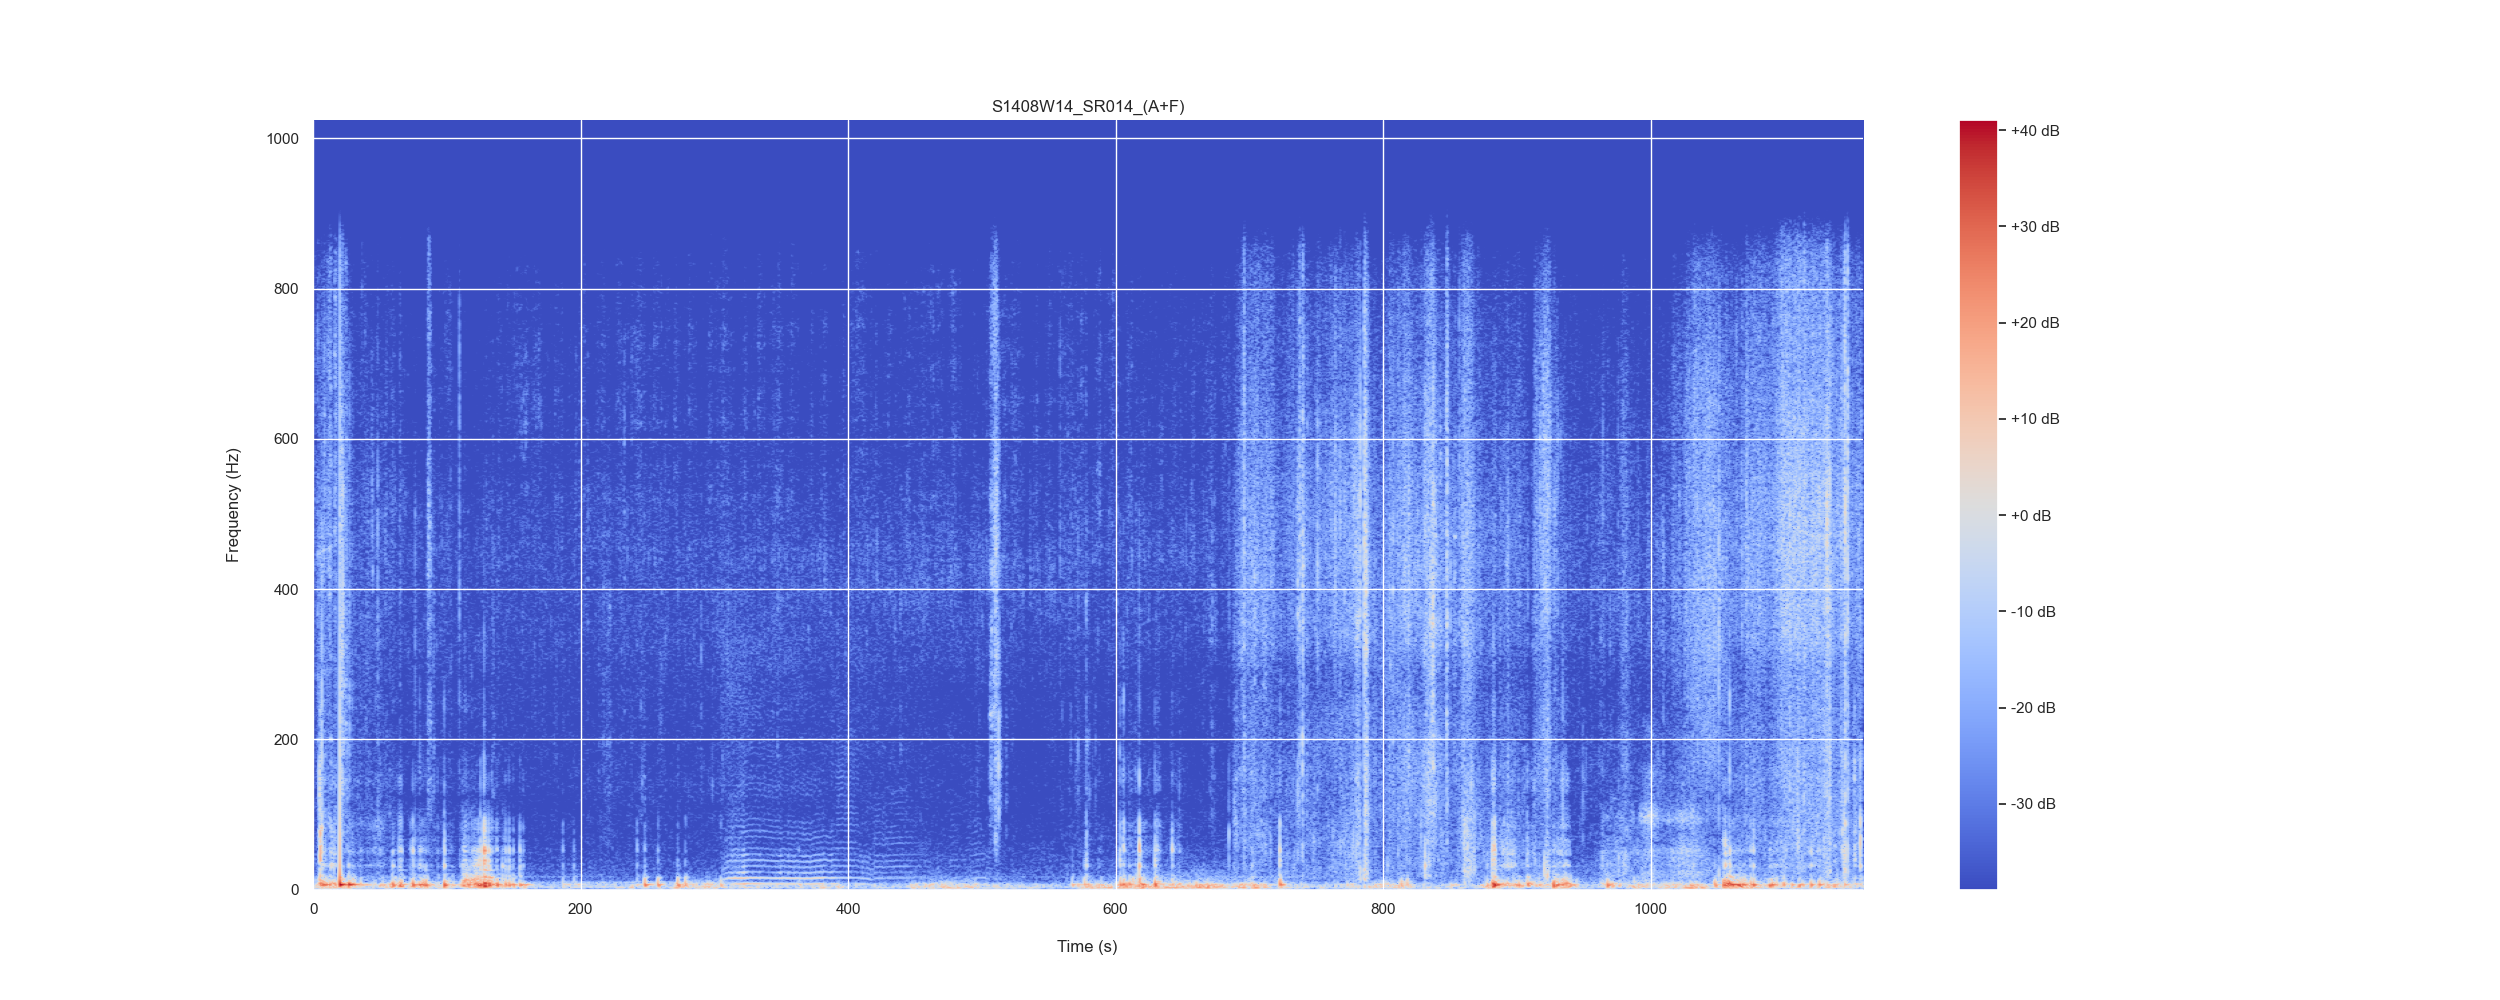 S1408W14_SR014_(A+F)
1000
800
600
400
200
0
Frequency (Hz)
0 200 400 600 800 1000
Time (s)
+40 dB
+30 dB
+20 dB
+10 dB
+0 dB
-10 dB
-20 dB
-30 dB